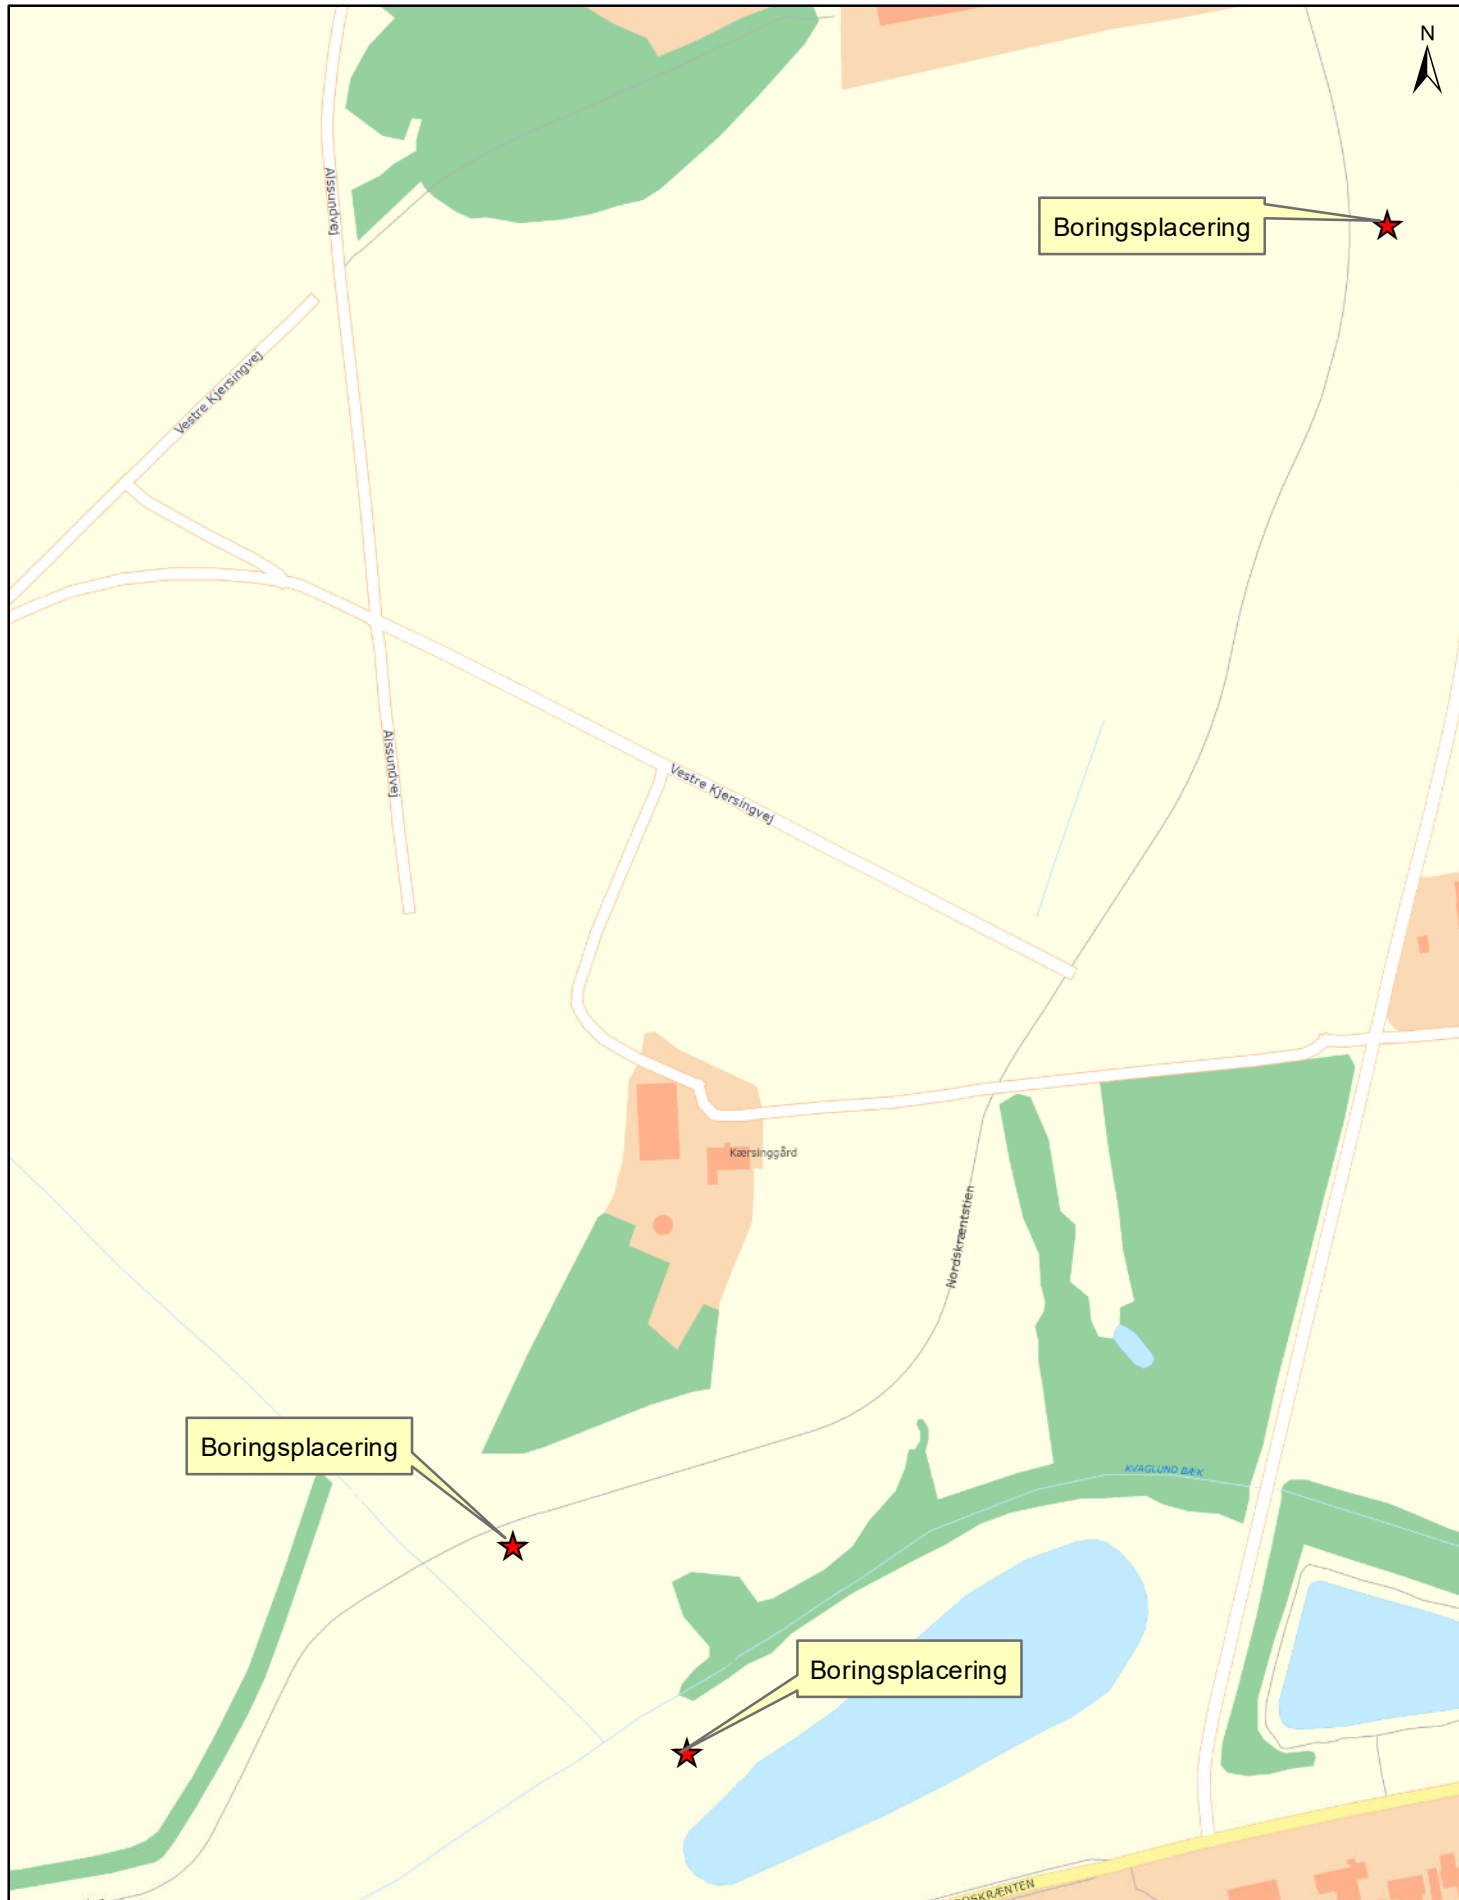 N
Alssundvej
Boringsplacering
Vestre Kjersingvej
Alssundvej
Vestre Kjersingvej
Kærsinggård
Nordskræntstien
Boringsplacering
KVAGLUND BÆK
Boringsplacering